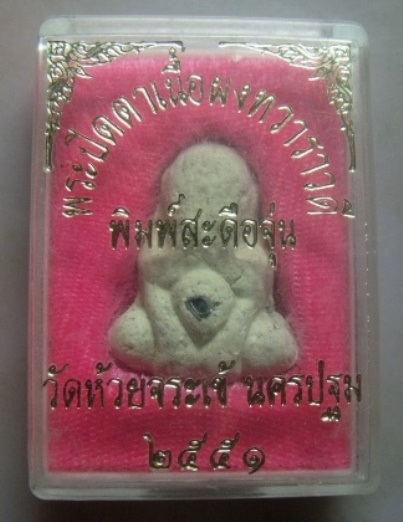 พระปิดตาเนื้อผงทวาราวดี
พิมพ์สะดือจุ่น
วัดห้วยจระเข้ นครปฐม
๒๕๕๑